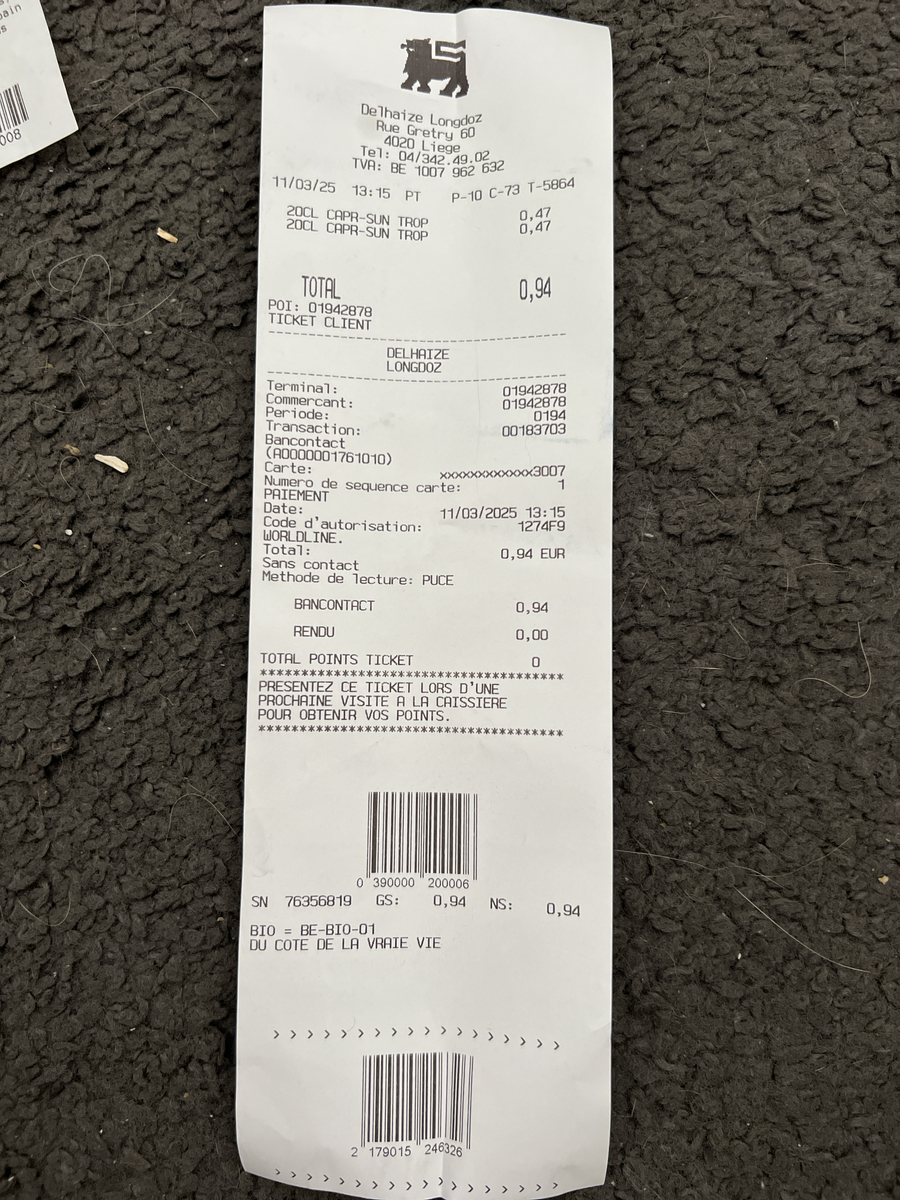 ain
s
008
Delhaize Longdoz
Rue Gretry 60
4020 Liege
Tel: 04/342.49.02
TVA: BE 1007 962 632
11/03/25 13:15 PT P-10 C-73 T-5864
20CL CAPR-SUN TROP 0,47
20CL CAPR-SUN TROP 0,47
TOTAL 0,94
POI: 01942878
TICKET CLIENT
DELHAIZE
LONGDOZ
Terminal: 01942878
Commercant: 01942878
Periode: 0194
Transaction: 00183703
Bancontact
(A0000001761010)
Carte: xxxxxxxxxxxxx3007
Numero de sequence carte: 1
PAIEMENT
Date: 11/03/2025 13:15
Code d'autorisation: 1274F9
WORLDLINE.
Total: 0,94 EUR
Sans contact
Methode de lecture: PUCE
BANCONTACT 0,94
RENDU 0,00
TOTAL POINTS TICKET 0
***************************************
PRESENTEZ CE TICKET LORS D'UNE
PROCHAINE VISITE A LA CAISSIERE
POUR OBTENIR VOS POINTS.
***************************************
0 390000 200006
SN 76356819 GS: 0,94 NS: 0,94
BIO = BE-BIO-01
DU COTE DE LA VRAIE VIE
> > > > > > > > > > > > > > > > > >
2 179015 246326
> > > > > > > > > > > > > > > > > >